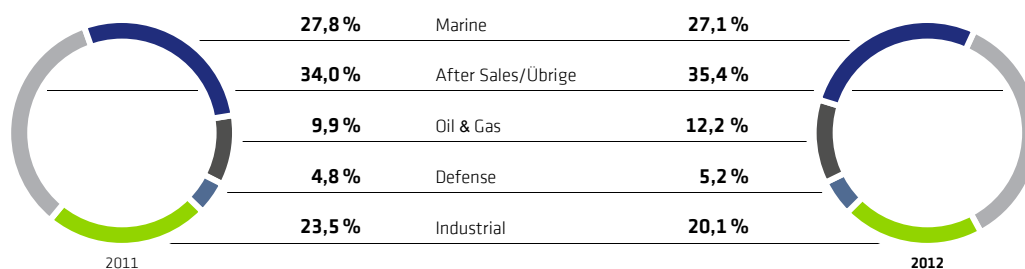 27,8 % Marine 27,1 %
34,0 % After Sales/Übrige 35,4 %
9,9 % Oil & Gas 12,2 %
4,8 % Defense 5,2 %
23,5 % Industrial 20,1 %
2011 2012